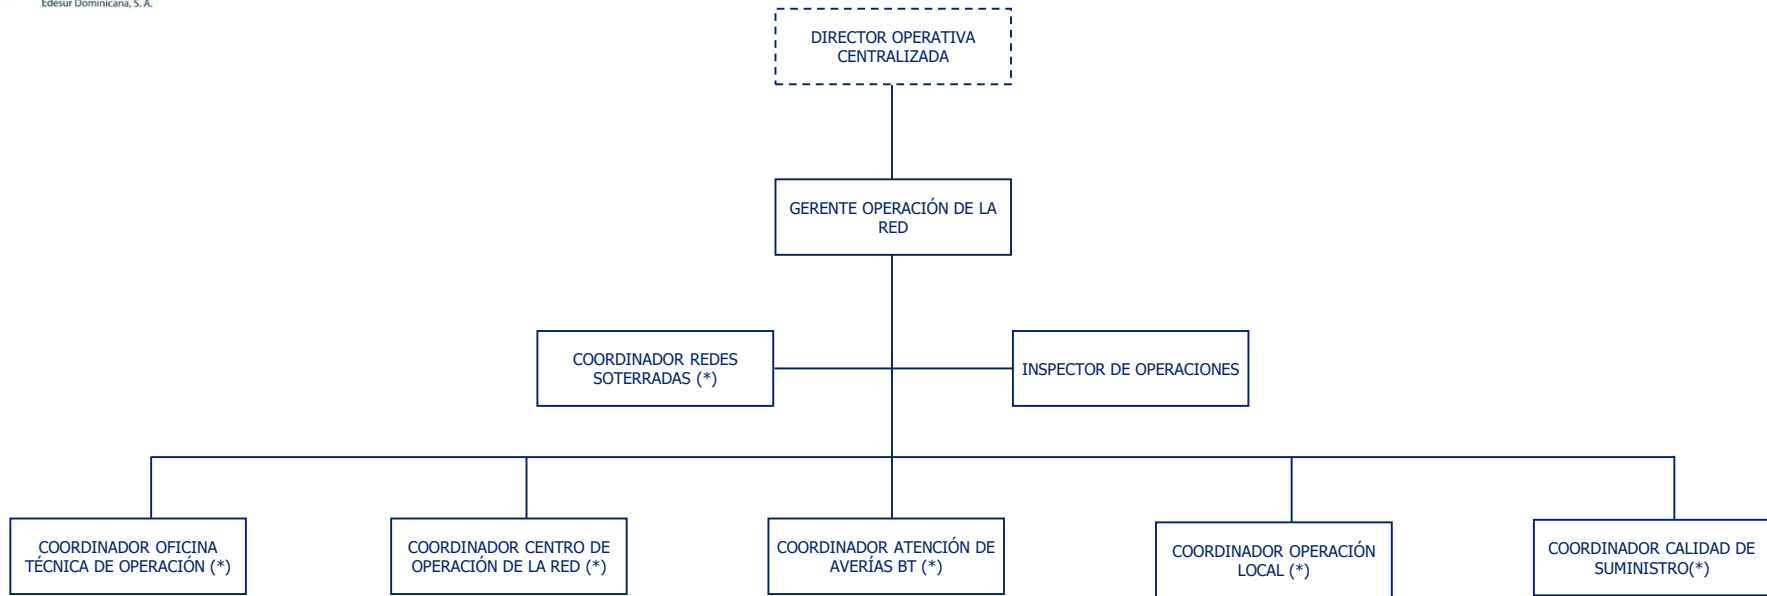 Edesur Dominicana, S. A.
DIRECTOR OPERATIVA
CENTRALIZADA
GERENTE OPERACIÓN DE LA
RED
COORDINADOR REDES
SOTERRADAS (*)
INSPECTOR DE OPERACIONES
COORDINADOR OFICINA
TÉCNICA DE OPERACIÓN (*)
COORDINADOR CENTRO DE
OPERACIÓN DE LA RED (*)
COORDINADOR ATENCIÓN DE
AVERÍAS BT (*)
COORDINADOR OPERACIÓN
LOCAL (*)
COORDINADOR CALIDAD DE
SUMINISTRO(*)